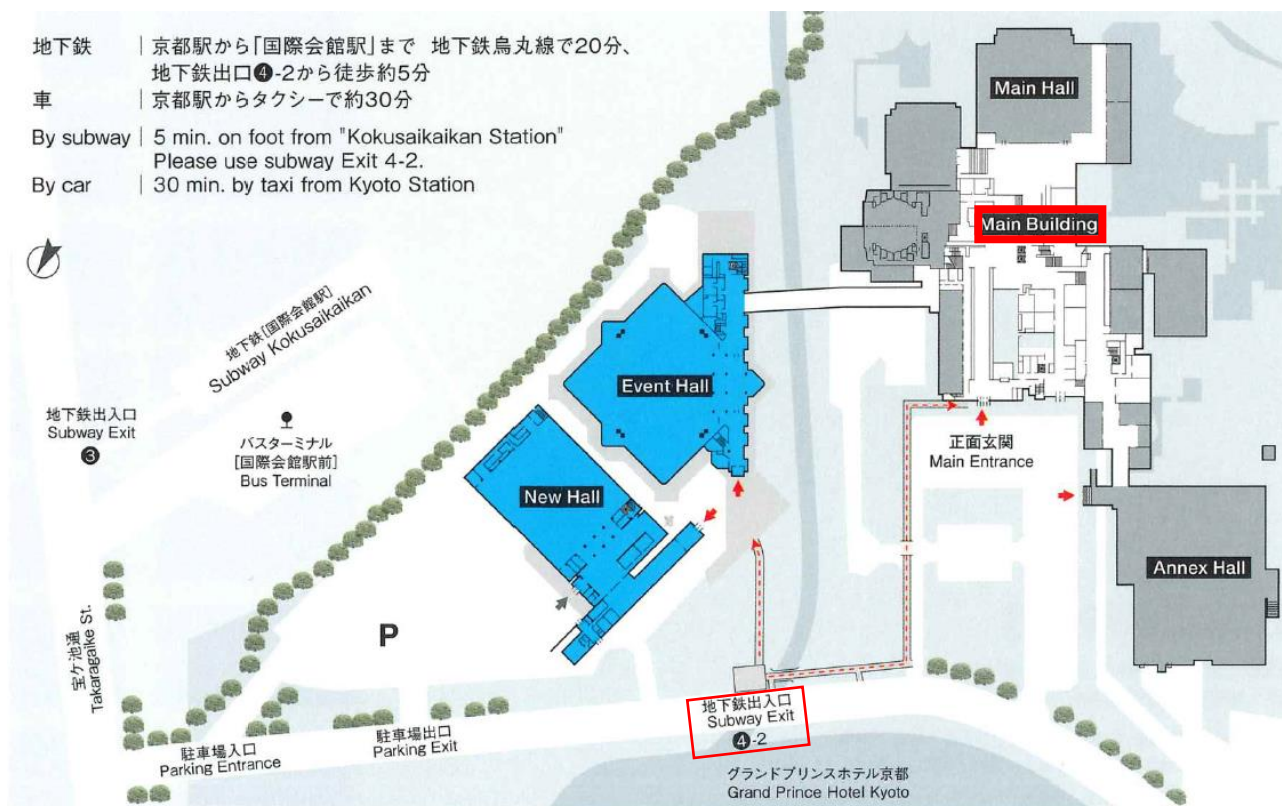 地下鉄 | 京都駅から「国際会館駅」まで 地下鉄烏丸線で20分、
地下鉄出口❹-2から徒歩約5分
車 | 京都駅からタクシーで約30分
By subway | 5 min. on foot from "Kokusaikaikan Station"
Please use subway Exit 4-2.
By car | 30 min. by taxi from Kyoto Station
Main Hall
Main Building
地下鉄[国際会館駅]
Subway Kokusaikaikan
Event Hall
地下鉄出入口
Subway Exit
❸
バスターミナル
[国際会館駅前]
Bus Terminal
正面玄関
Main Entrance
New Hall
Annex Hall
P
宝ケ池通
Takaragaike St.
地下鉄出入口
Subway Exit
❹-2
駐車場入口
Parking Entrance
駐車場出口
Parking Exit
グランドプリンスホテル京都
Grand Prince Hotel Kyoto